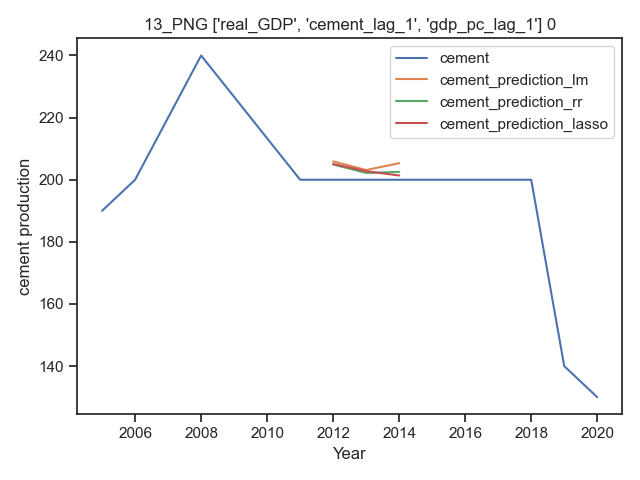 13_PNG ['real_GDP', 'cement_lag_1', 'gdp_pc_lag_1'] 0
cement
cement_prediction_lm
cement_prediction_rr
cement_prediction_lasso
cement production
240
220
200
180
160
140
2006 2008 2010 2012 2014 2016 2018 2020
Year